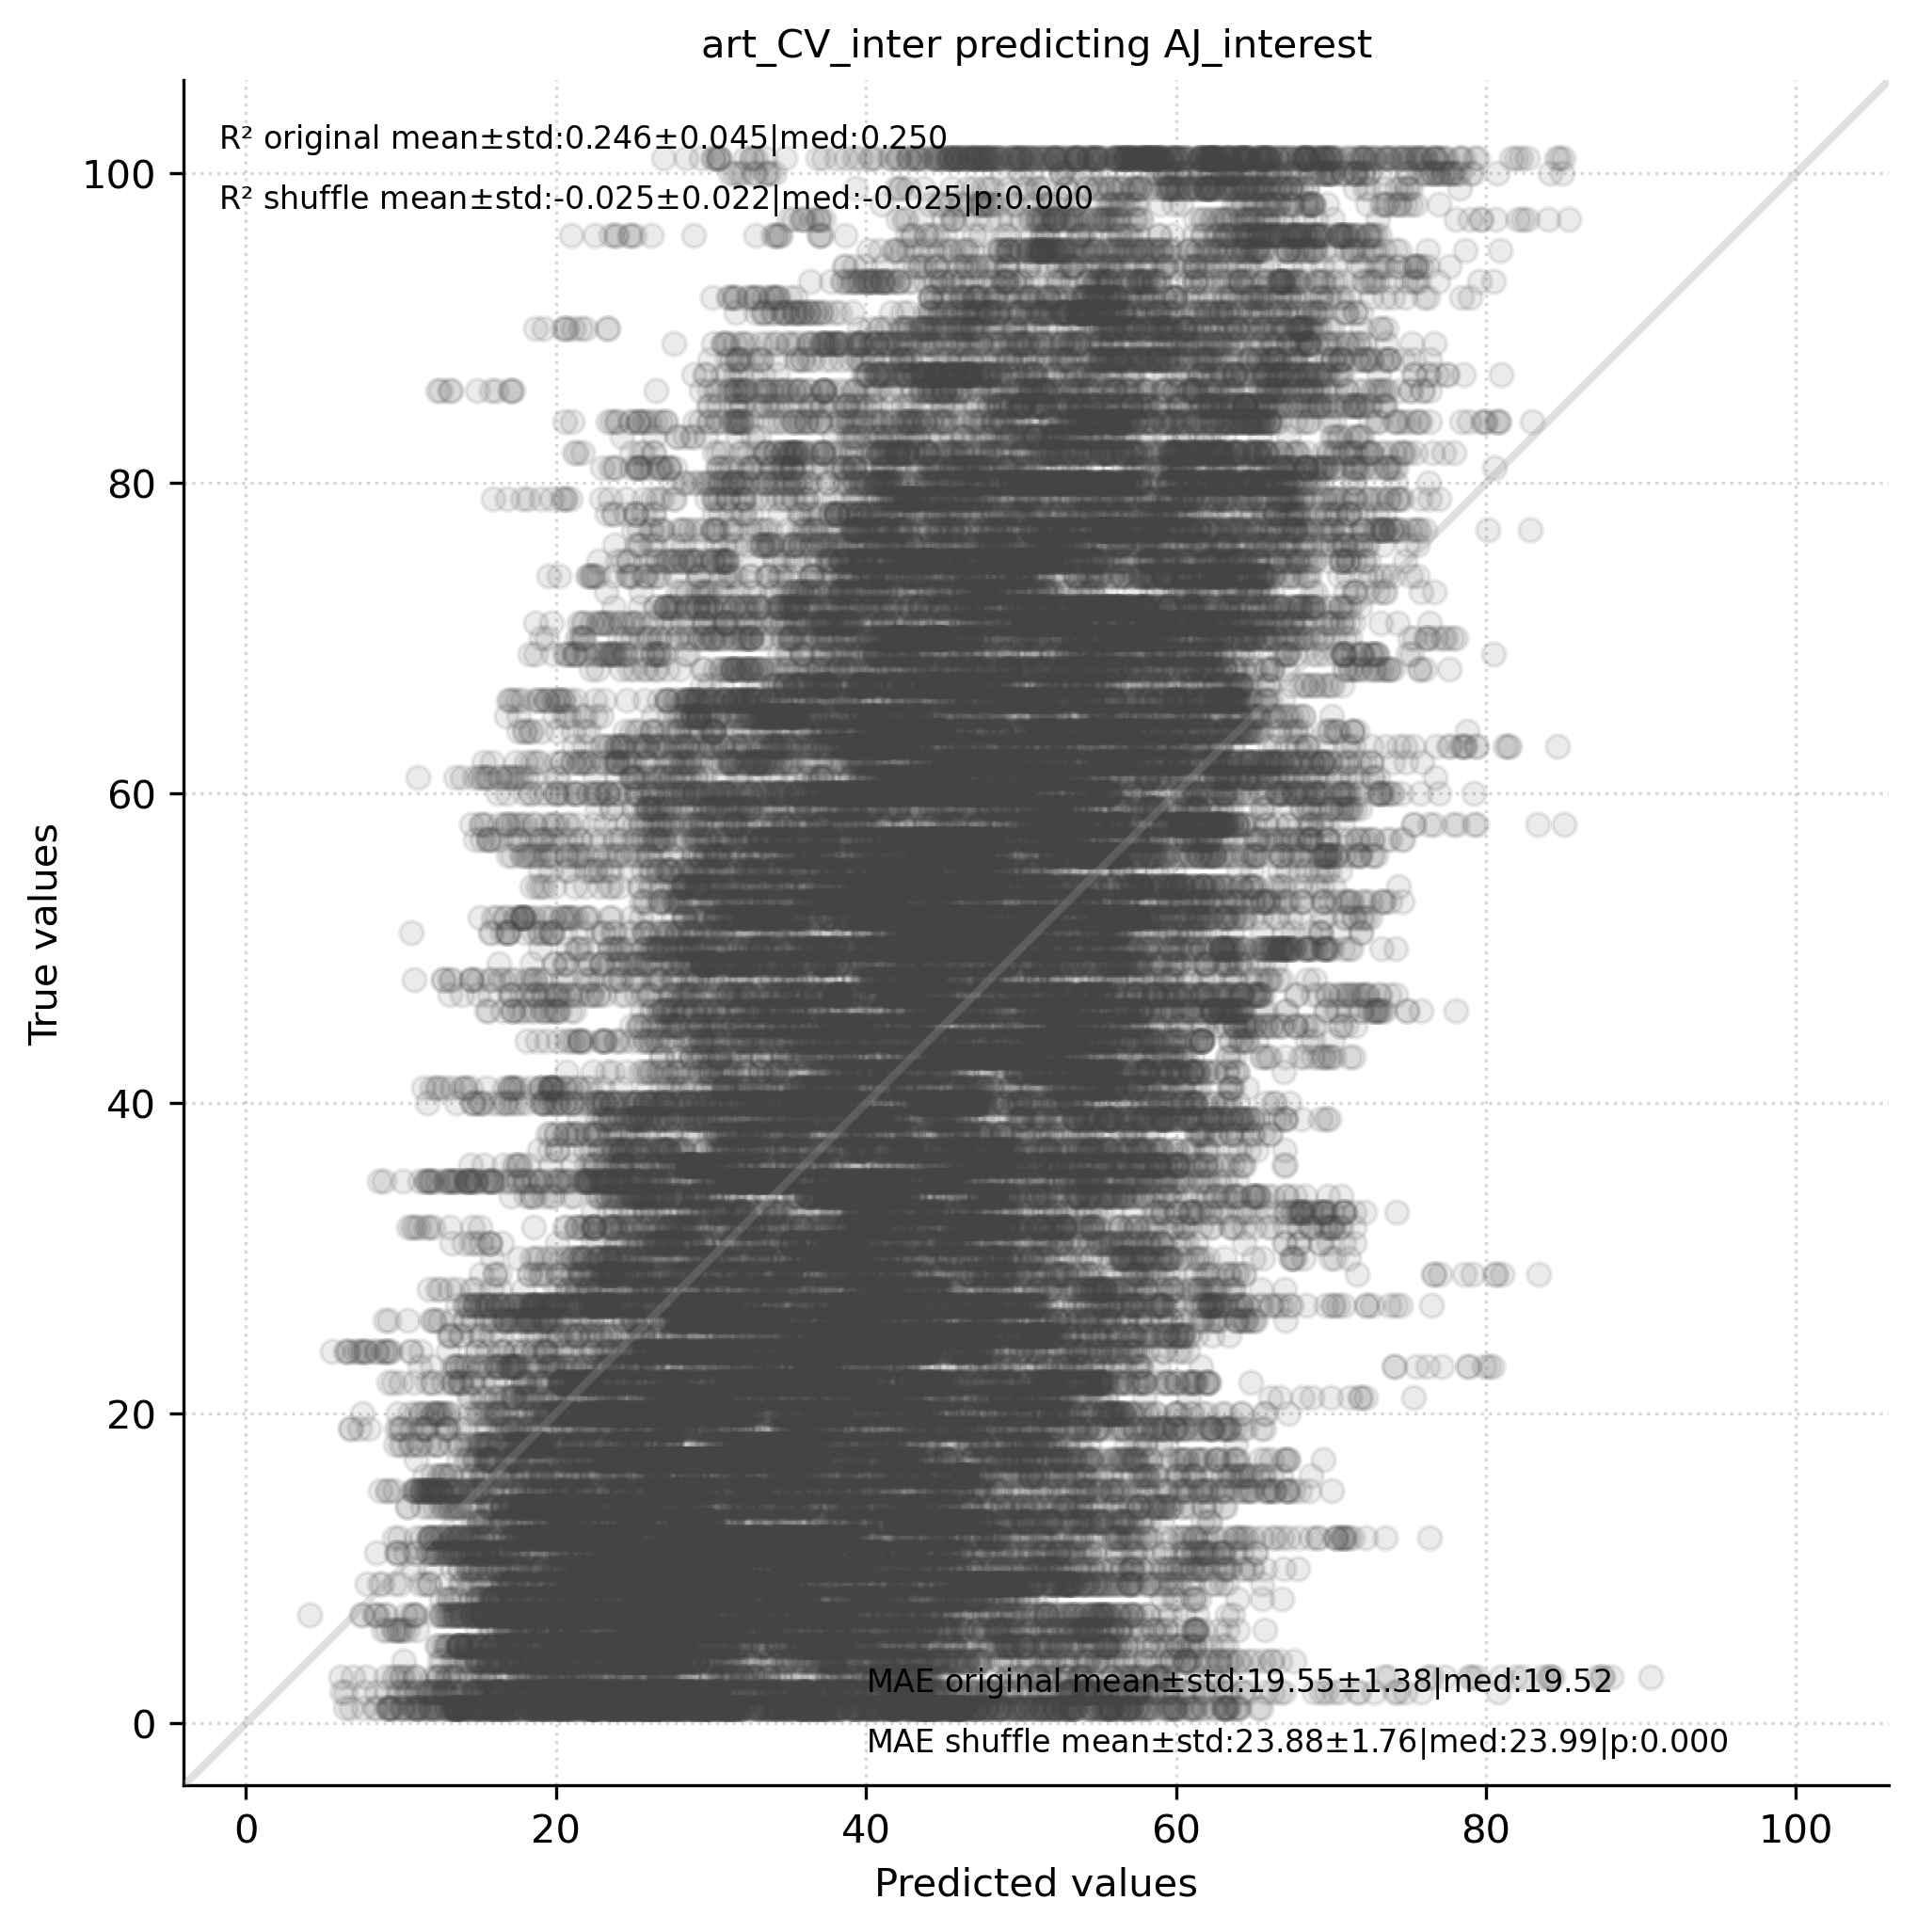 art_CV_inter predicting AJ_interest
R² original mean±std:0.246±0.045|med:0.250
R² shuffle mean±std:-0.025±0.022|med:-0.025|p:0.000
100
80
60
40
20
0
True values
MAE original mean±std:19.55±1.38|med:19.52
MAE shuffle mean±std:23.88±1.76|med:23.99|p:0.000
0 20 40 60 80 100
Predicted values